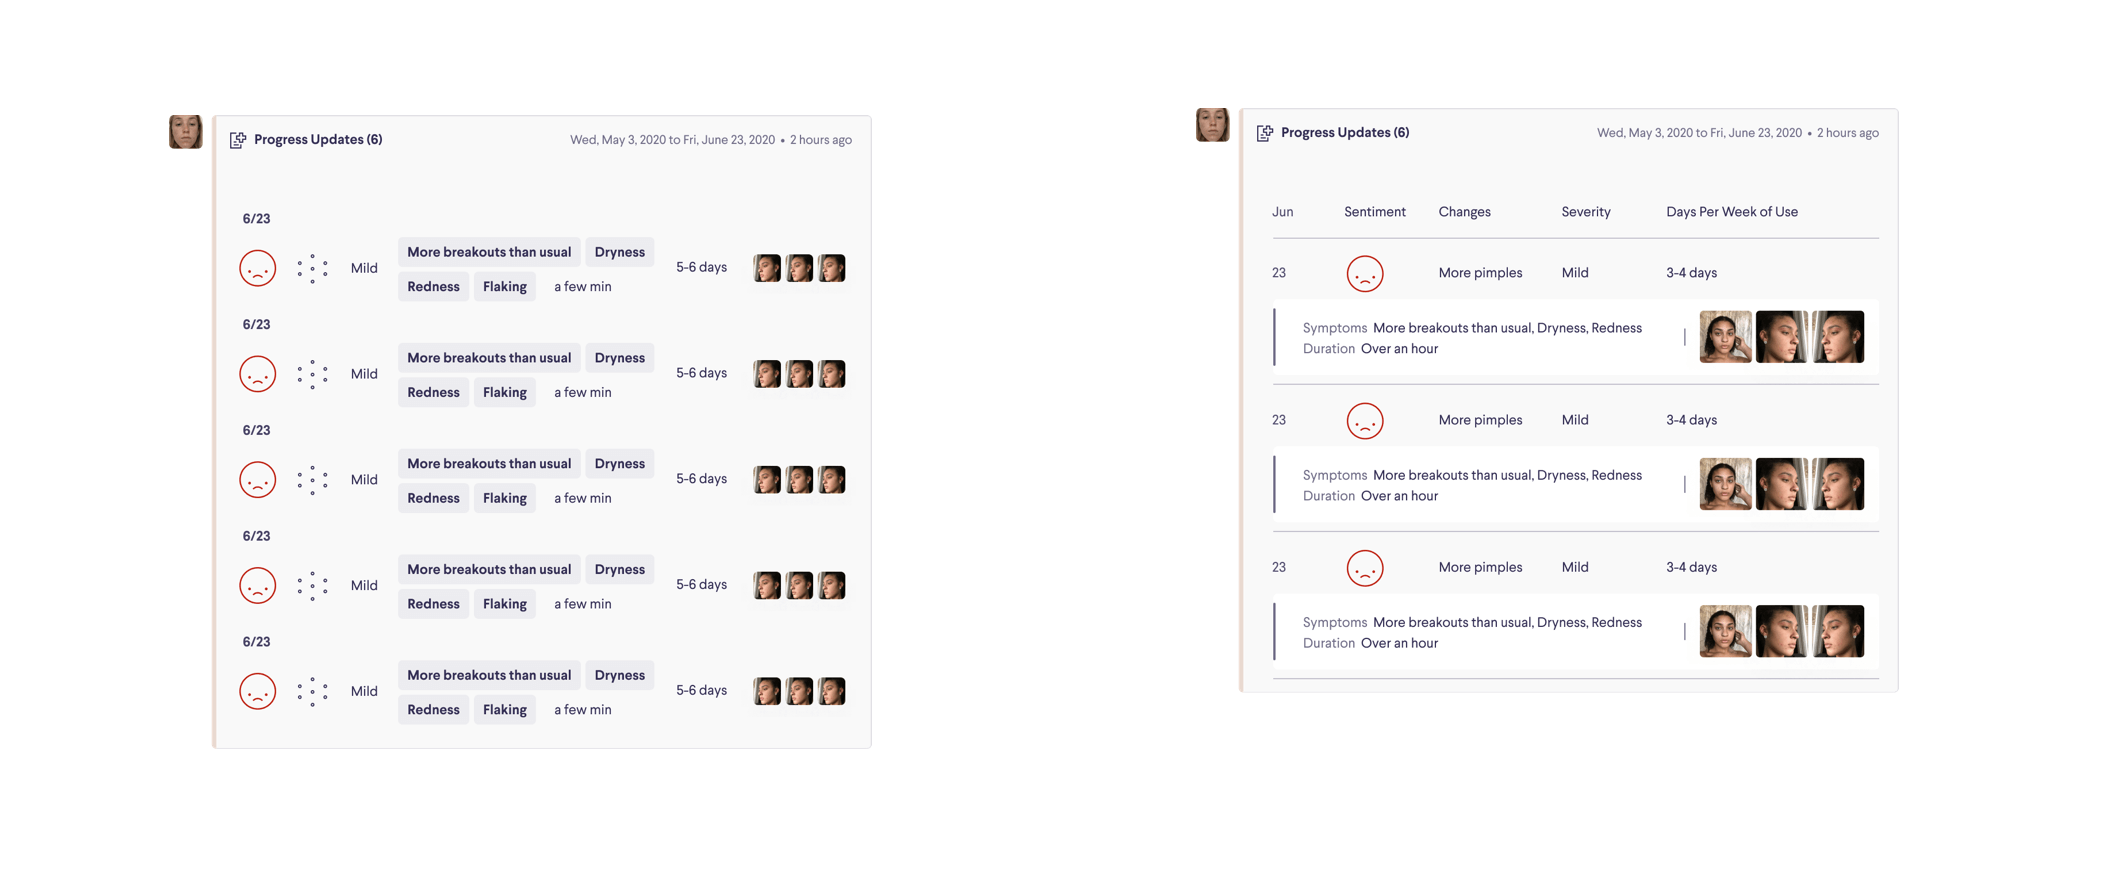 Progress Updates (6)
Wed, May 3, 2020 to Fri, June 23, 2020 • 2 hours ago
6/23
Mild
More breakouts than usual
Dryness
Redness
Flaking
a few min
5-6 days
6/23
Mild
More breakouts than usual
Dryness
Redness
Flaking
a few min
5-6 days
6/23
Mild
More breakouts than usual
Dryness
Redness
Flaking
a few min
5-6 days
6/23
Mild
More breakouts than usual
Dryness
Redness
Flaking
a few min
5-6 days
6/23
Mild
More breakouts than usual
Dryness
Redness
Flaking
a few min
5-6 days
Progress Updates (6)
Wed, May 3, 2020 to Fri, June 23, 2020 • 2 hours ago
Jun
Sentiment
Changes
Severity
Days Per Week of Use
23
More pimples
Mild
3-4 days
Symptoms More breakouts than usual, Dryness, Redness
Duration Over an hour
23
More pimples
Mild
3-4 days
Symptoms More breakouts than usual, Dryness, Redness
Duration Over an hour
23
More pimples
Mild
3-4 days
Symptoms More breakouts than usual, Dryness, Redness
Duration Over an hour